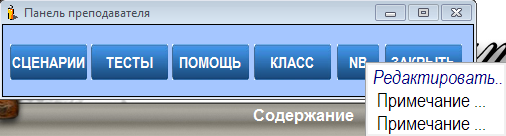 Панель преподавателя
СЦЕНАРИИ ТЕСТЫ ПОМОЩЬ КЛАСС NB ЗАКРЫТЬ
Редактировать..
Примечание ...
Содержание
Примечание ...